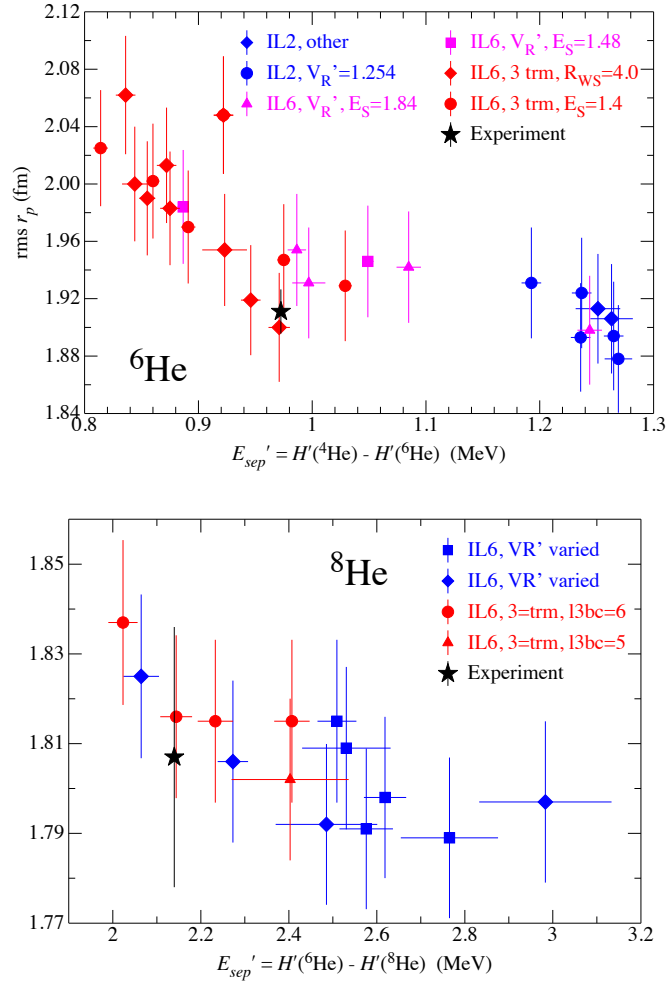 2.12
2.08
2.04
2.00
1.96
1.92
1.88
1.84
rms r_p (fm)
IL2, other
IL2, V_R'=1.254
IL6, V_R', E_S=1.84
IL6, V_R', E_S=1.48
IL6, 3 trm, R_WS=4.0
IL6, 3 trm, E_S=1.4
Experiment
⁶He
0.8 0.9 1 1.1 1.2 1.3
E_sep' = H'(⁴He) - H'(⁶He) (MeV)
1.85
1.83
1.81
1.79
1.77
⁸He
IL6, VR' varied
IL6, VR' varied
IL6, 3=trm, l3bc=6
IL6, 3=trm, l3bc=5
Experiment
2 2.2 2.4 2.6 2.8 3 3.2
E_sep' = H'(⁶He) - H'(⁸He) (MeV)